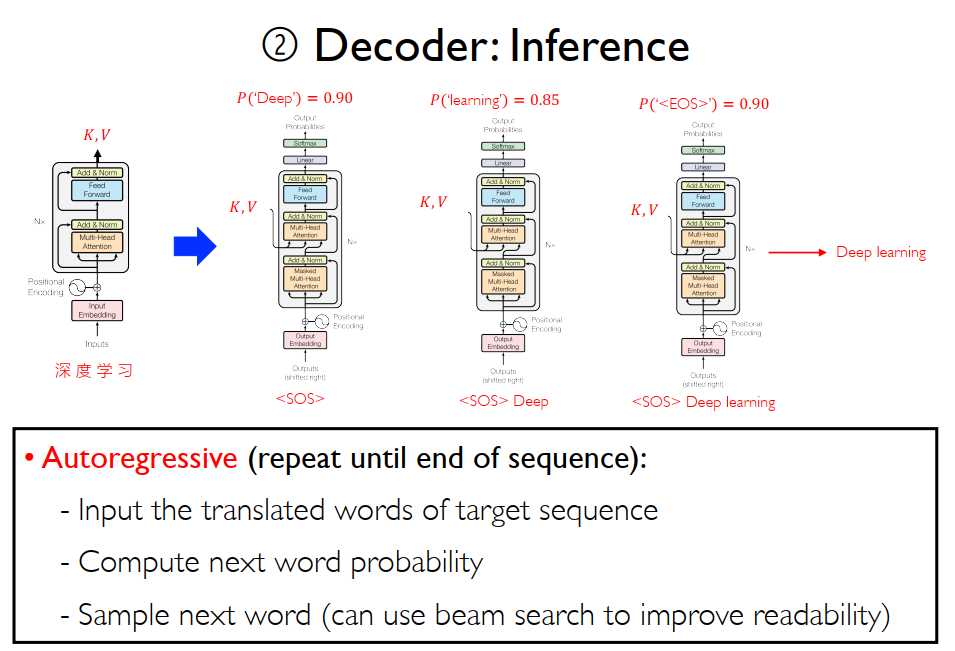 ② Decoder: Inference
K, V
Add & Norm
Feed
Forward
N×
Add & Norm
Multi-Head
Attention
Positional
Encoding
Input
Embedding
Inputs
深 度 学 习
P(‘Deep’) = 0.90
Output
Probabilities
Softmax
Linear
Add & Norm
Feed
Forward
K, V
Add & Norm
Multi-Head
Attention
N×
Add & Norm
Masked
Multi-Head
Attention
Positional
Encoding
Output
Embedding
Outputs
(shifted right)
<SOS>
P(‘learning’) = 0.85
Output
Probabilities
Softmax
Linear
Add & Norm
Feed
Forward
K, V
Add & Norm
Multi-Head
Attention
N×
Add & Norm
Masked
Multi-Head
Attention
Positional
Encoding
Output
Embedding
Outputs
(shifted right)
<SOS> Deep
P(‘<EOS>’) = 0.90
Output
Probabilities
Softmax
Linear
Add & Norm
Feed
Forward
K, V
Add & Norm
Multi-Head
Attention
N×
Add & Norm
Masked
Multi-Head
Attention
Positional
Encoding
Output
Embedding
Outputs
(shifted right)
<SOS> Deep learning
Deep learning
• Autoregressive (repeat until end of sequence):
- Input the translated words of target sequence
- Compute next word probability
- Sample next word (can use beam search to improve readability)